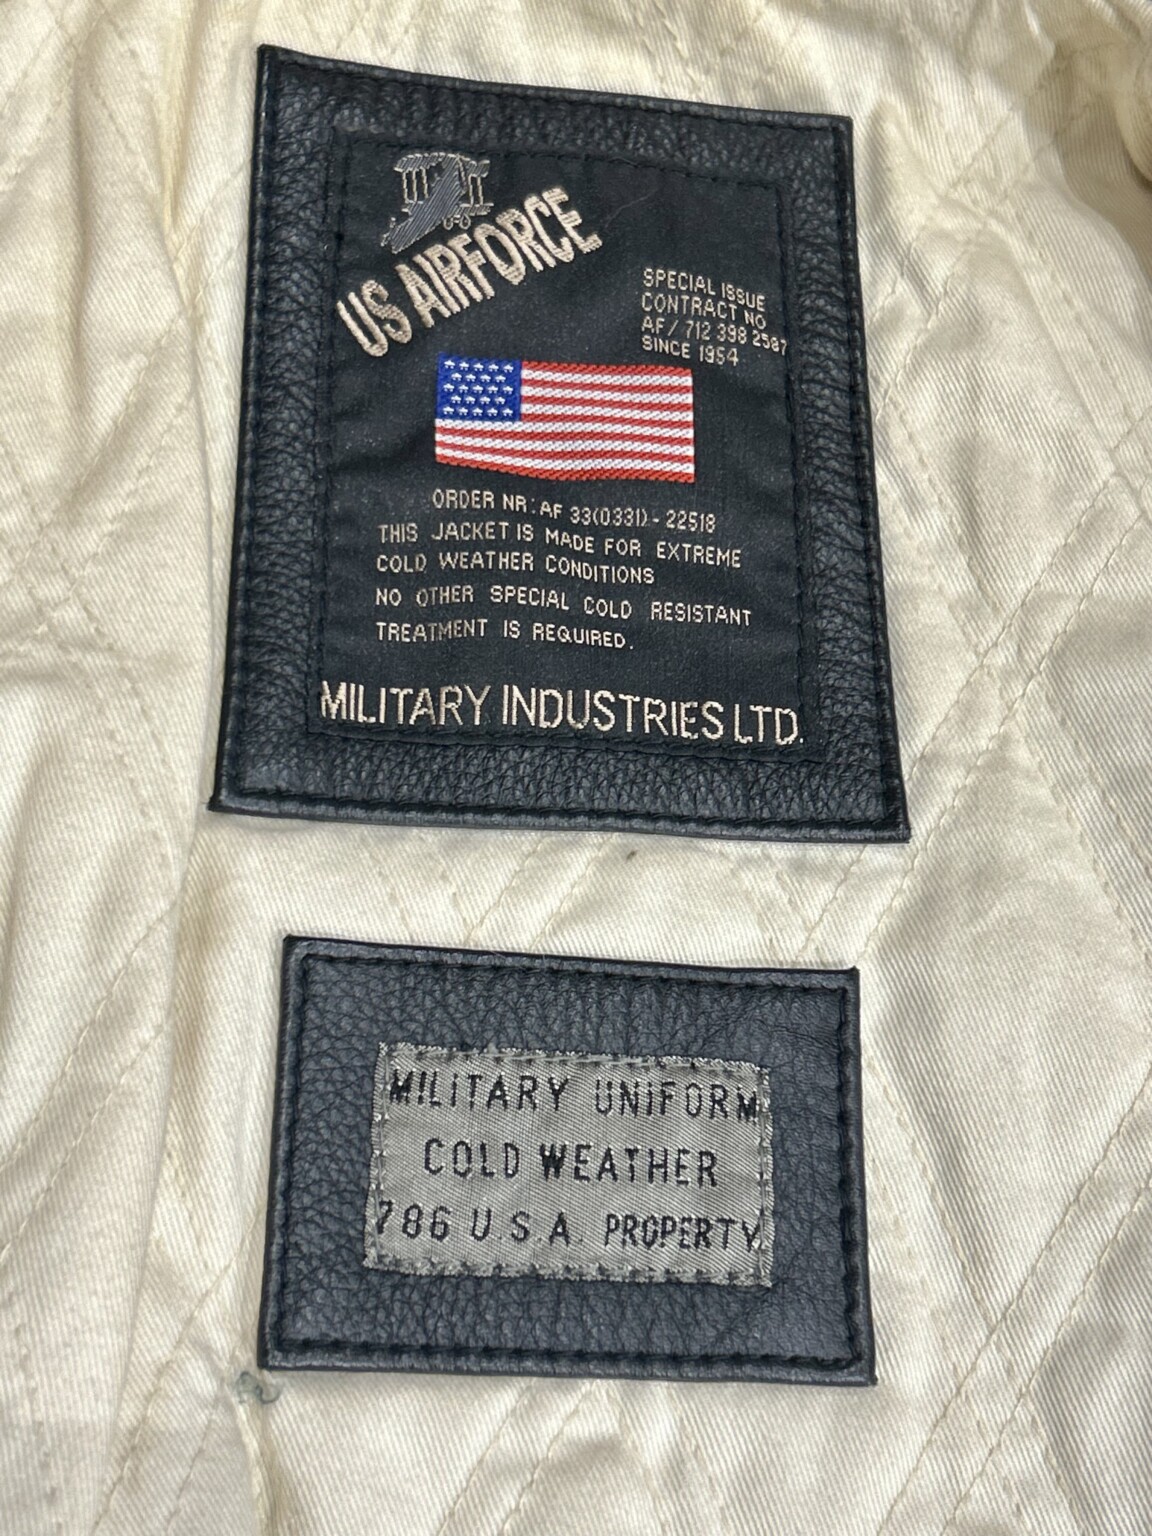 US AIRFORCE
SPECIAL ISSUE
CONTRACT NO
AF/ 712 398 2587
SINCE 1954
ORDER NR: AF 33(0331)-22518
THIS JACKET IS MADE FOR EXTREME
COLD WEATHER CONDITIONS
NO OTHER SPECIAL COLD RESISTANT
TREATMENT IS REQUIRED.
MILITARY INDUSTRIES LTD.
MILITARY UNIFORM
COLD WEATHER
786 U.S.A. PROPERTY